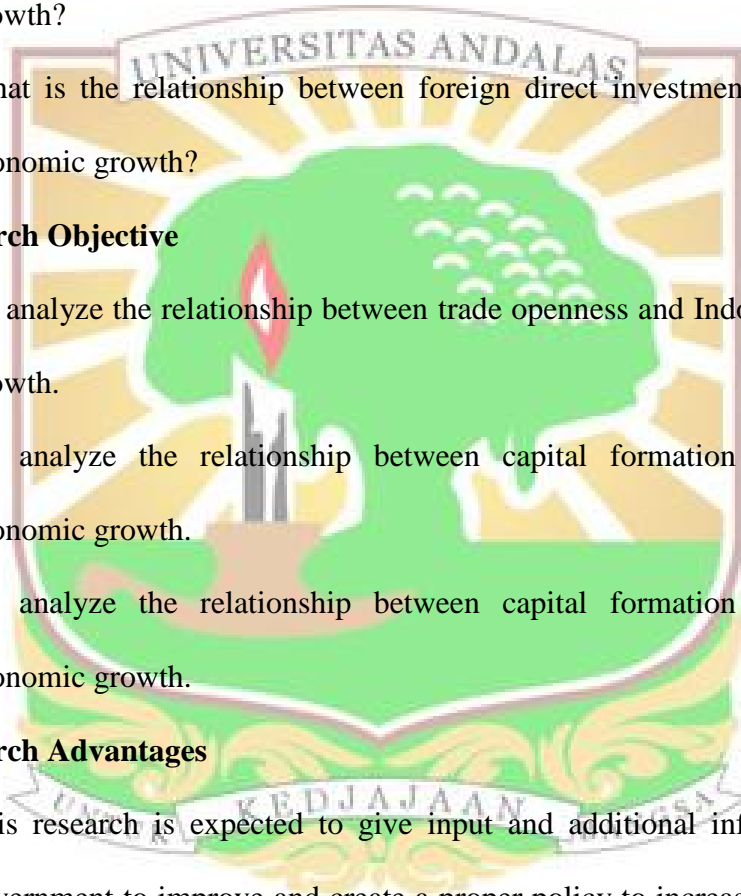 owth?
UNIVERSITAS ANDALAS
hat is the relationship between foreign direct investmen
onomic growth?
rch Objective
analyze the relationship between trade openness and Indo
owth.
analyze the relationship between capital formation
onomic growth.
analyze the relationship between capital formation
onomic growth.
rch Advantages
KEDJAJAAN
is research is expected to give input and additional inf
vernment to improve and create a proper policy to increas